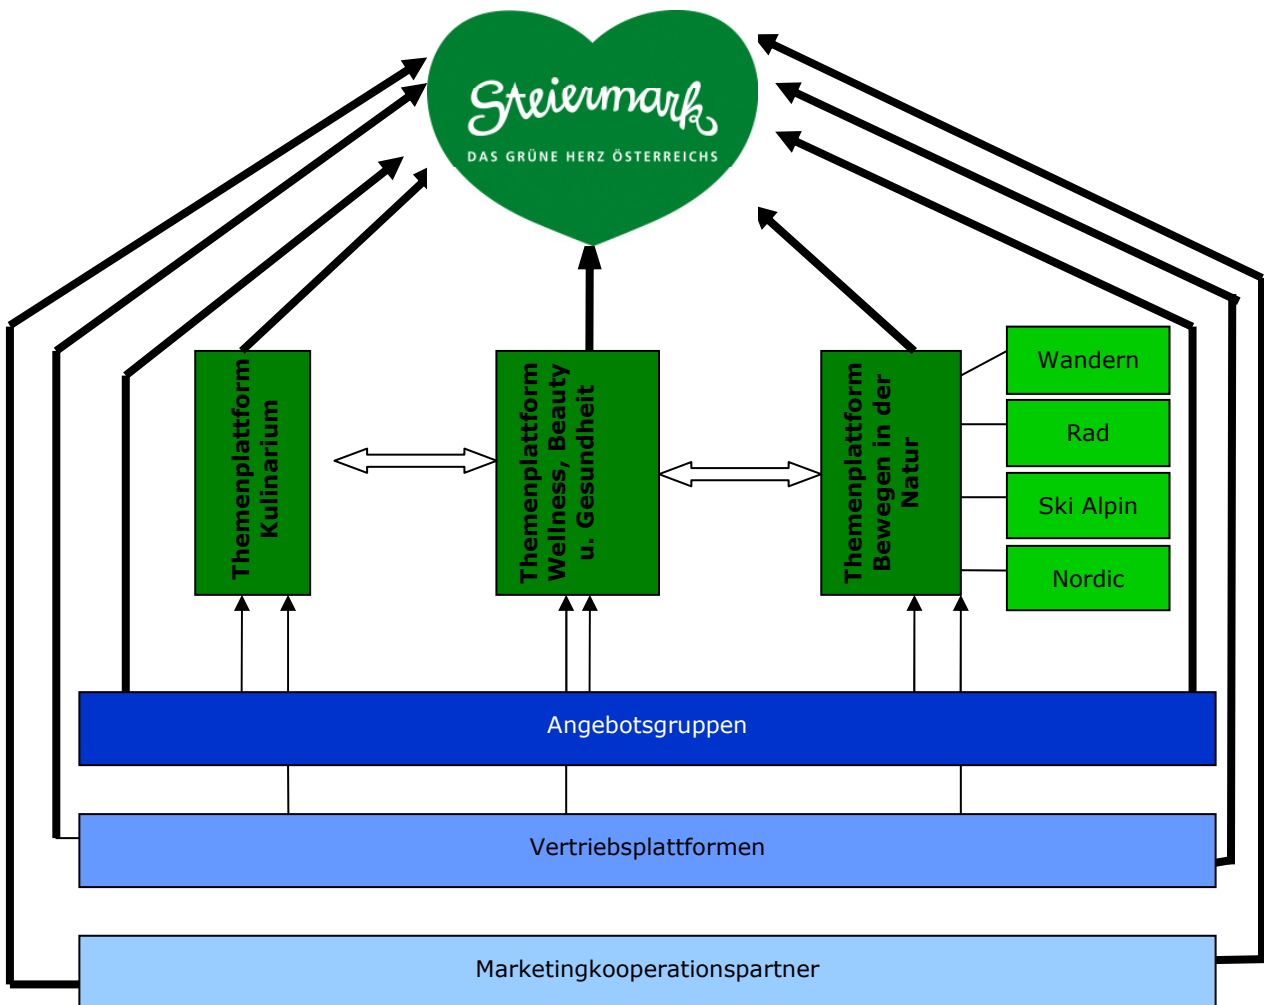 Steiermark
DAS GRÜNE HERZ ÖSTERREICHS
Themenplattform
Kulinarium
Themenplattform
Wellness, Beauty
u. Gesundheit
Themenplattform
Bewegen in der
Natur
Wandern
Rad
Ski Alpin
Nordic
Angebotsgruppen
Vertriebsplattformen
Marketingkooperationspartner